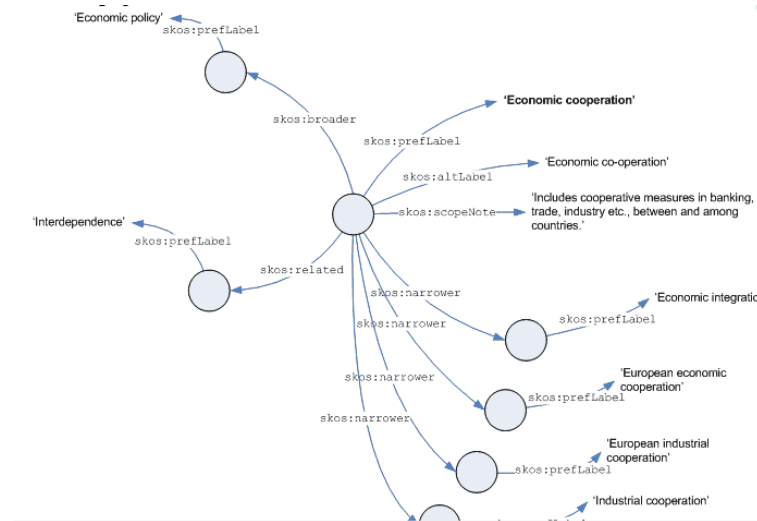 'Economic policy'
skos:prefLabel
skos:broader
'Economic cooperation'
skos:prefLabel
'Economic co-operation'
skos:altLabel
'Includes cooperative measures in banking,
trade, industry etc., between and among
countries.'
skos:scopeNote
'Interdependence'
skos:prefLabel
skos:related
skos:narrower
'Economic integratio
skos:prefLabel
skos:narrower
'European economic
cooperation'
skos:prefLabel
skos:narrower
'European industrial
cooperation'
skos:prefLabel
skos:narrower
'Industrial cooperation'